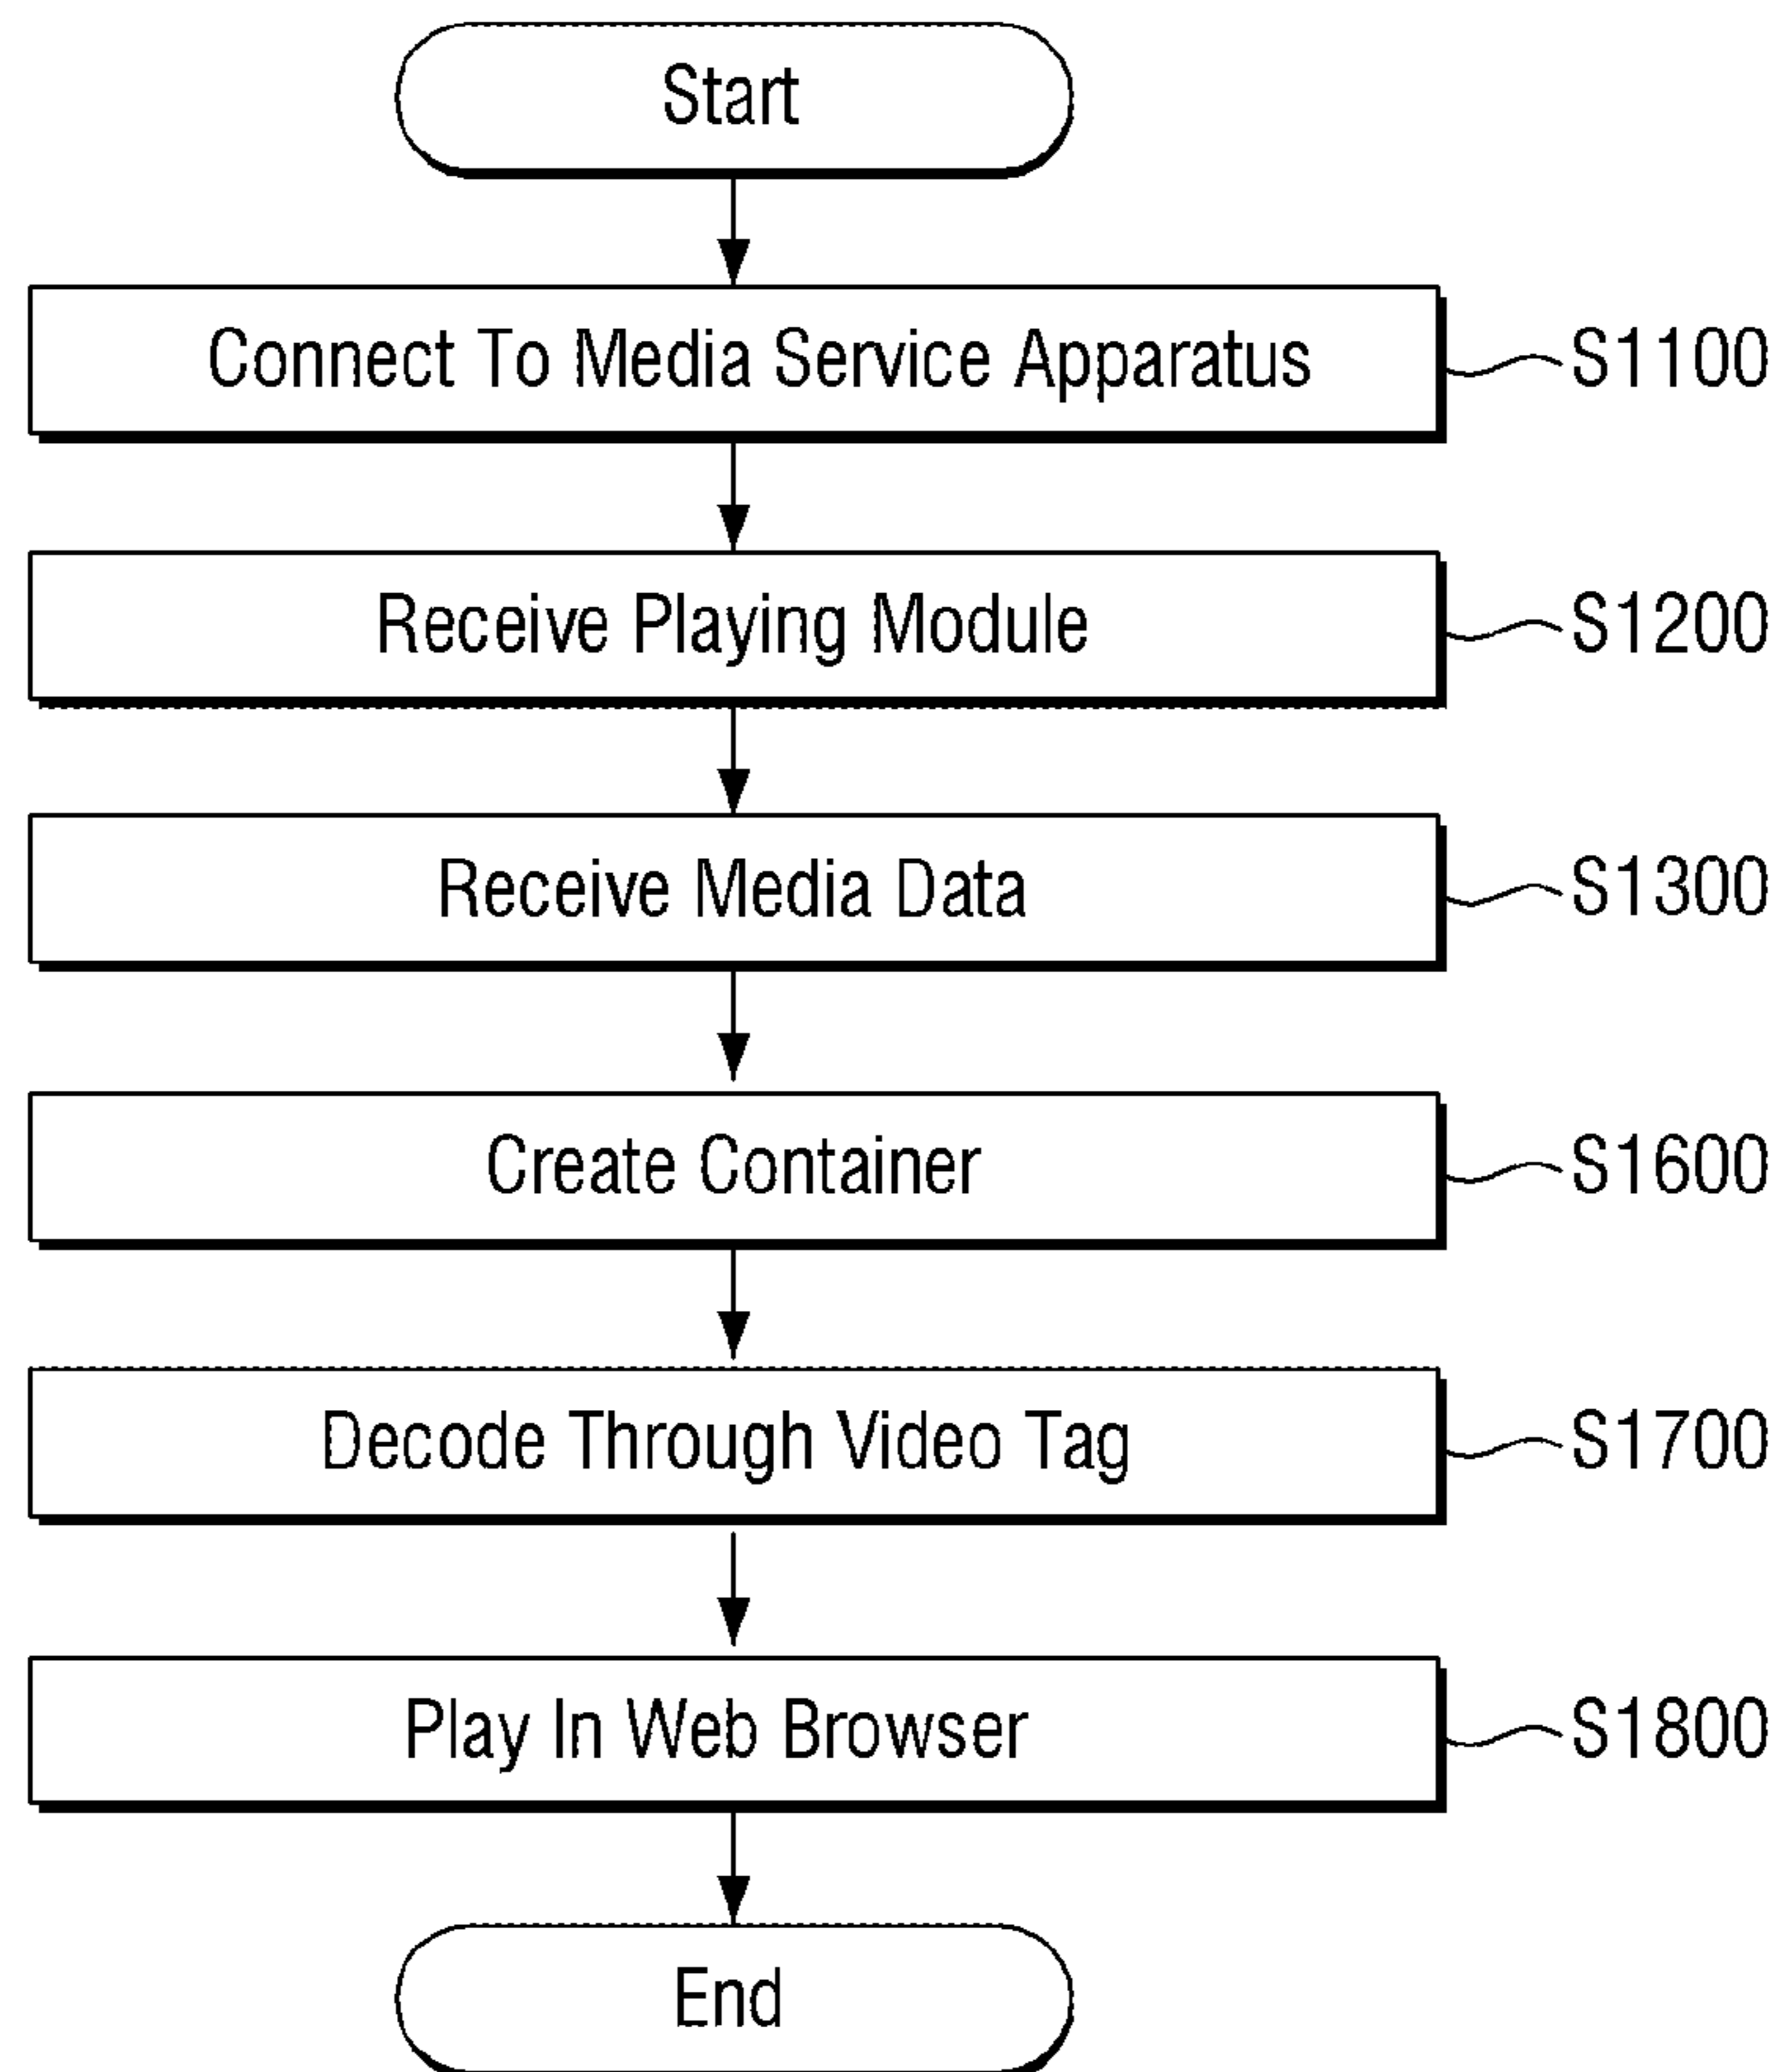 Start
Connect To Media Service Apparatus S1100
Receive Playing Module S1200
Receive Media Data S1300
Create Container S1600
Decode Through Video Tag S1700
Play In Web Browser S1800
End